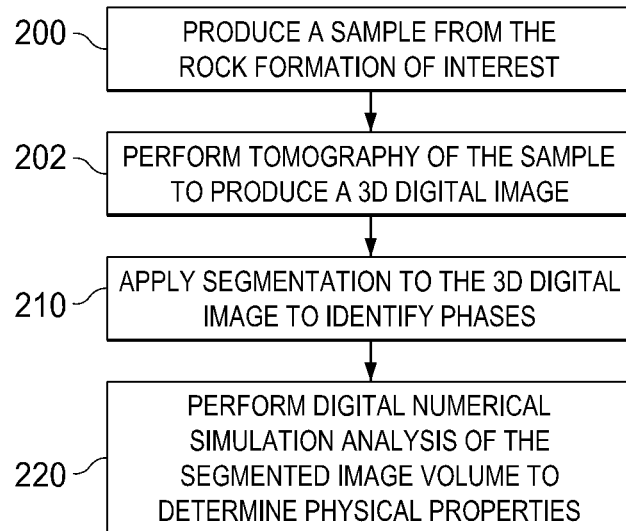 200
PRODUCE A SAMPLE FROM THE
ROCK FORMATION OF INTEREST
202
PERFORM TOMOGRAPHY OF THE SAMPLE
TO PRODUCE A 3D DIGITAL IMAGE
210
APPLY SEGMENTATION TO THE 3D DIGITAL
IMAGE TO IDENTIFY PHASES
220
PERFORM DIGITAL NUMERICAL
SIMULATION ANALYSIS OF THE
SEGMENTED IMAGE VOLUME TO
DETERMINE PHYSICAL PROPERTIES